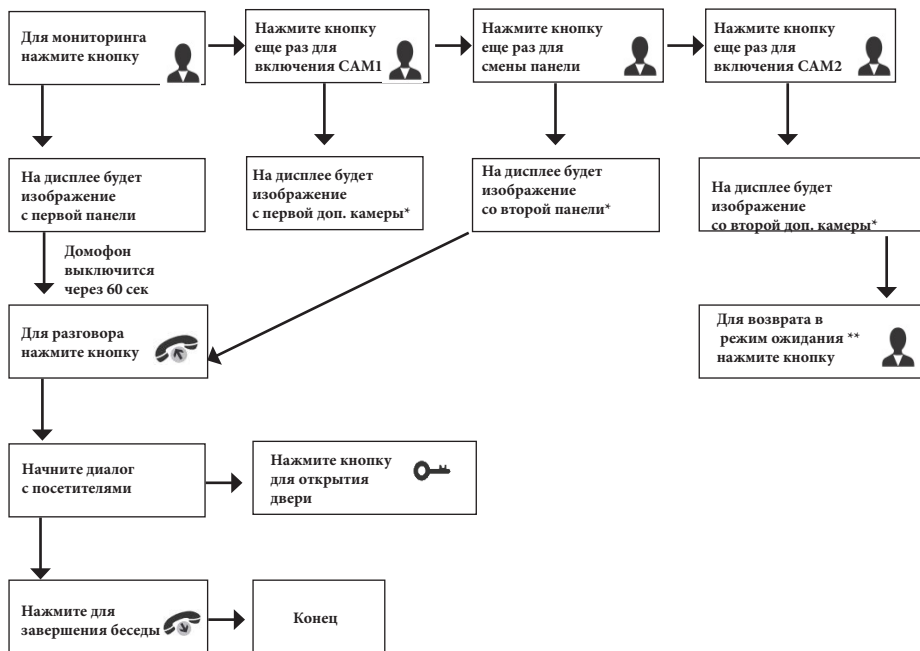 Для мониторинга
нажмите кнопку
Нажмите кнопку
еще раз для
включения CAM1
Нажмите кнопку
еще раз для
смены панели
Нажмите кнопку
еще раз для
включения CAM2
На дисплее будет
изображение
с первой панели
На дисплее будет
изображение
с первой доп. камеры*
На дисплее будет
изображение
со второй панели*
На дисплее будет
изображение
со второй доп. камеры*
Домофон
выключится
через 60 сек
Для разговора
нажмите кнопку
Для возврата в
режим ожидания **
нажмите кнопку
Начните диалог
с посетителями
Нажмите кнопку
для открытия
двери
Нажмите для
завершения беседы
Конец